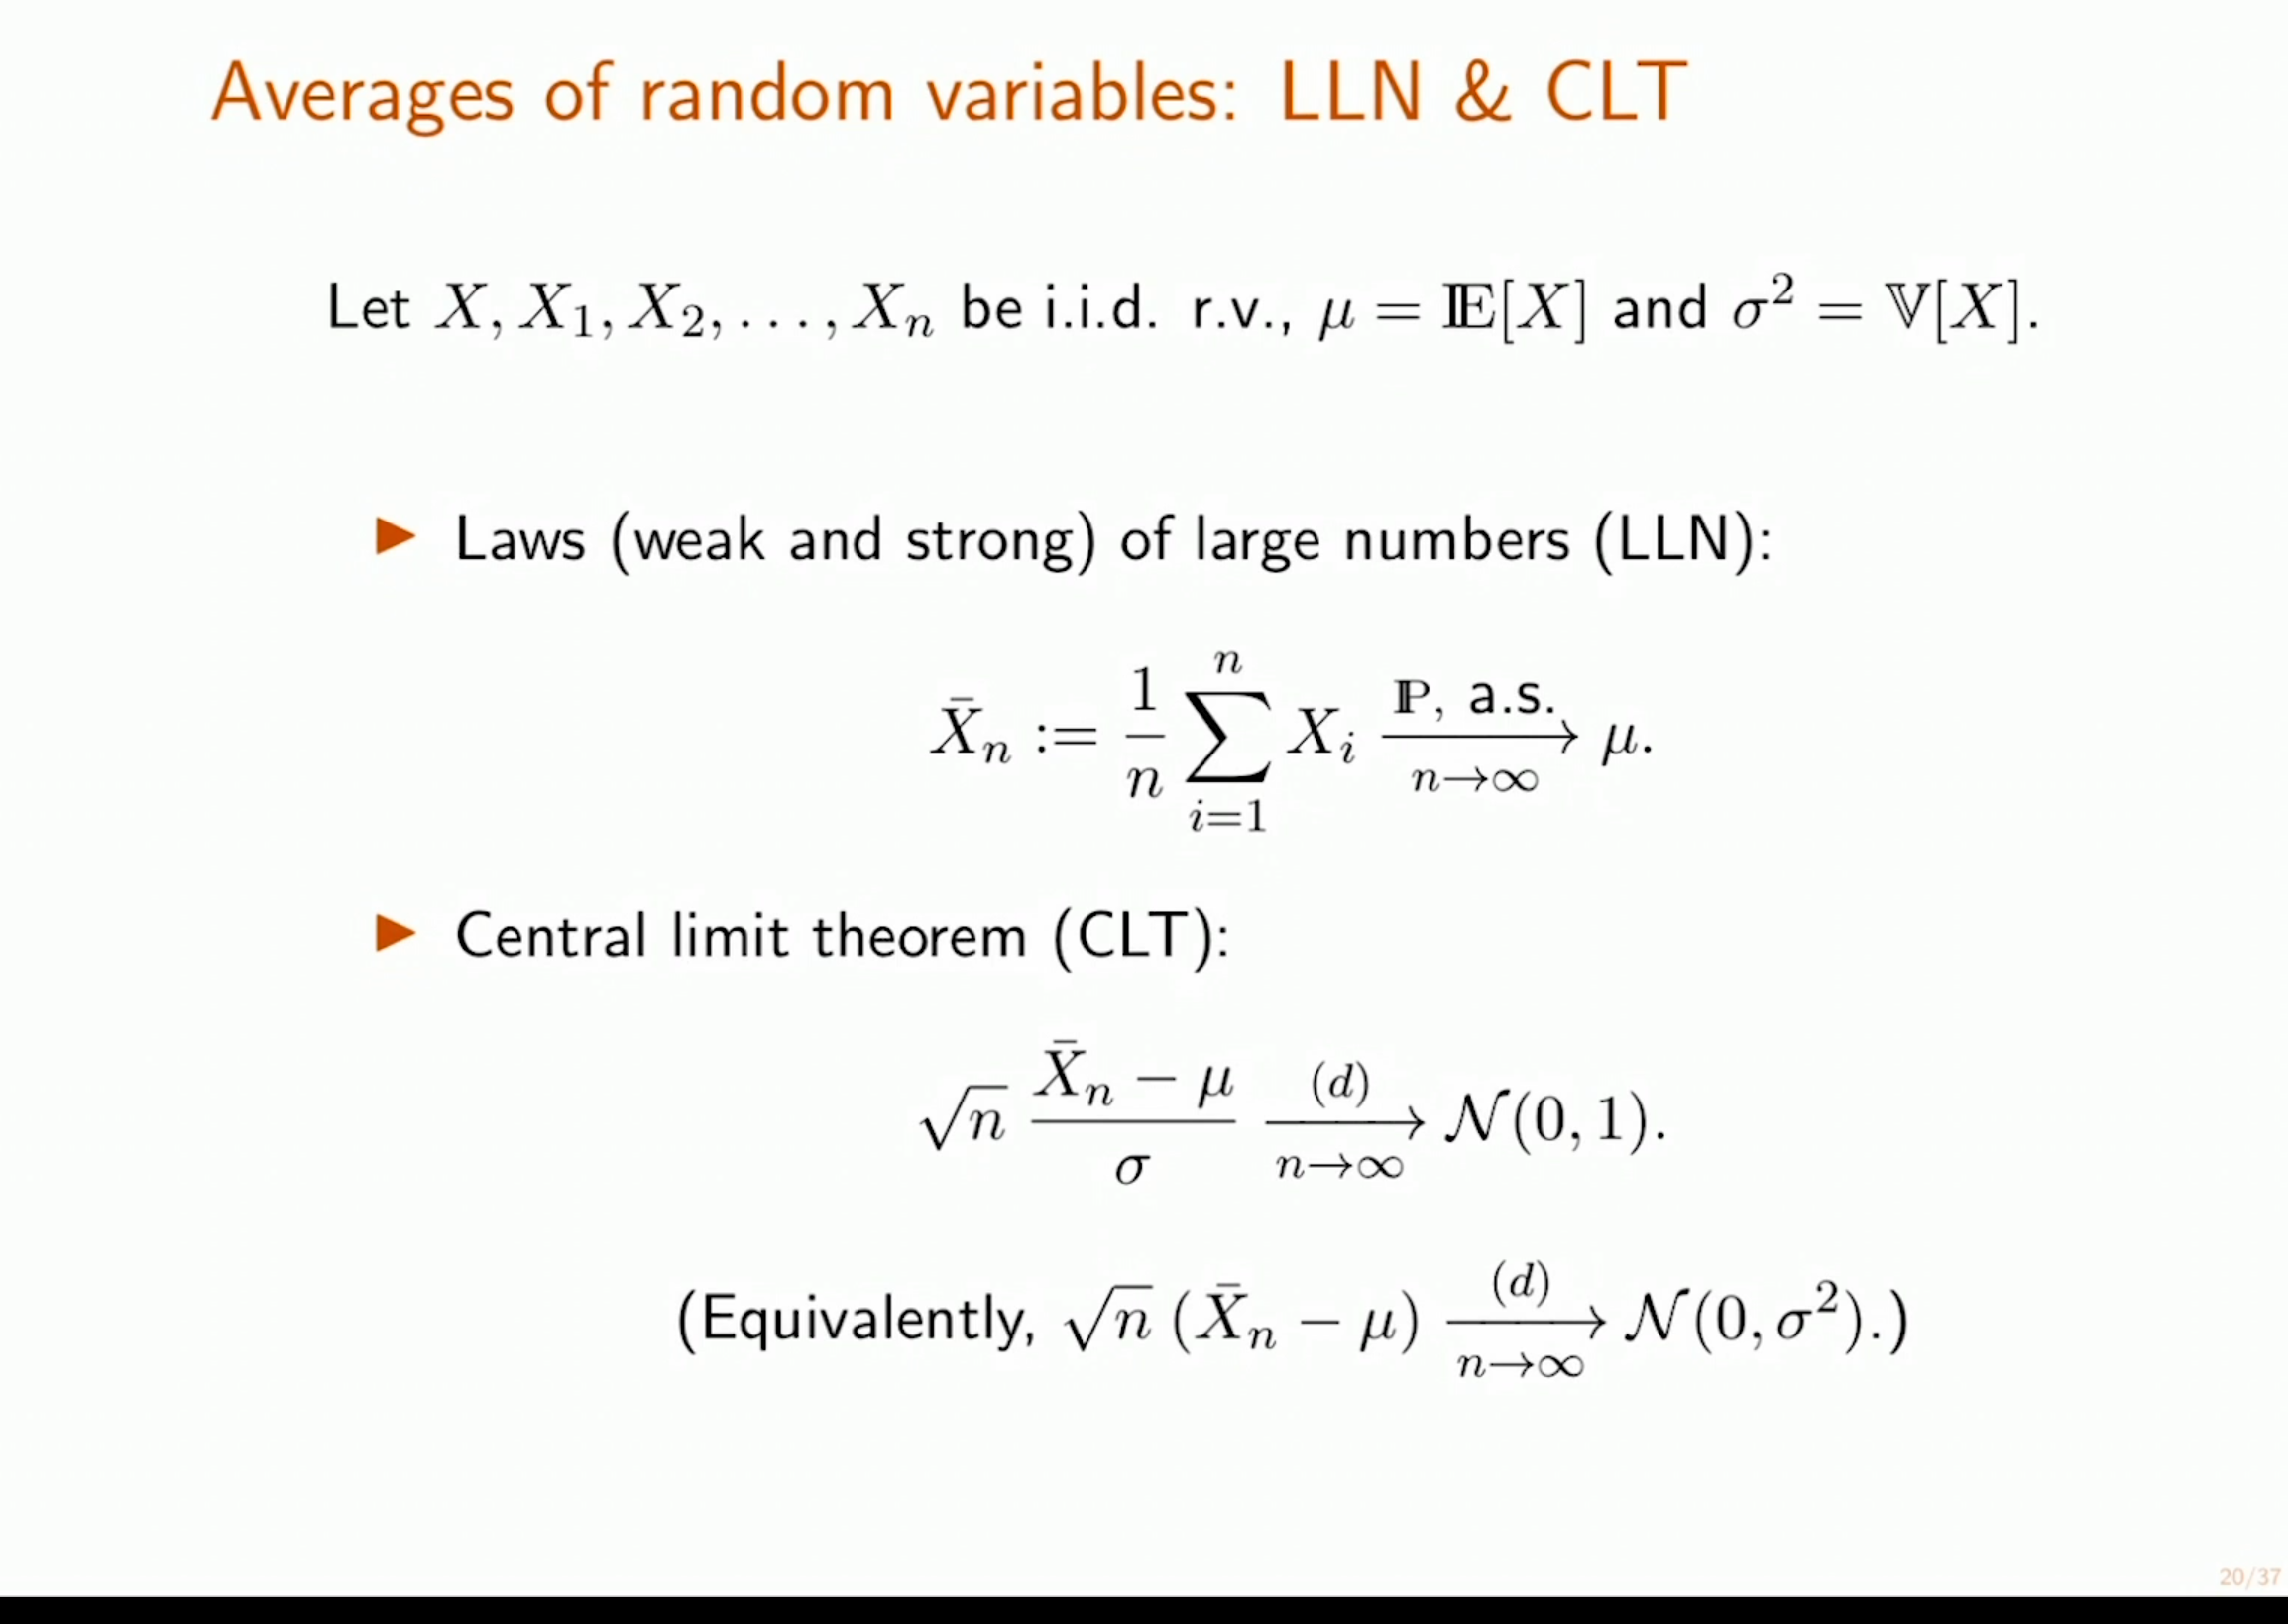 Averages of random variables: LLN & CLT
Let $X, X_1, X_2, \ldots, X_n$ be i.i.d. r.v., $\mu = \mathbb{E}[X]$ and $\sigma^2 = \mathbb{V}[X]$.
▶ Laws (weak and strong) of large numbers (LLN):
$\bar{X}_n := \frac{1}{n} \sum_{i=1}^{n} X_i \xrightarrow[n \to \infty]{\mathbb{P}, \text{ a.s.}} \mu.$
▶ Central limit theorem (CLT):
$\sqrt{n} \, \frac{\bar{X}_n - \mu}{\sigma} \xrightarrow[n \to \infty]{(d)} \mathcal{N}(0, 1).$
(Equivalently, $\sqrt{n} \, (\bar{X}_n - \mu) \xrightarrow[n \to \infty]{(d)} \mathcal{N}(0, \sigma^2)$.)
20/37